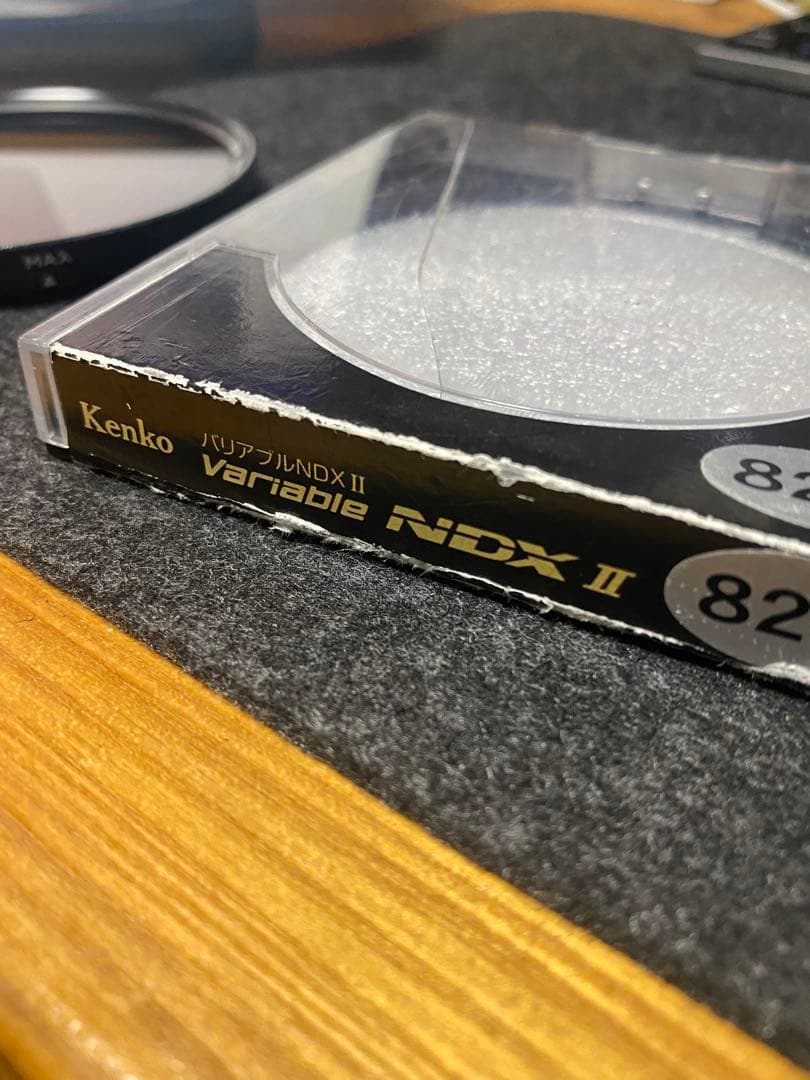 MAX
82
Kenko
バリアブルNDX II
Variable NDX II
82